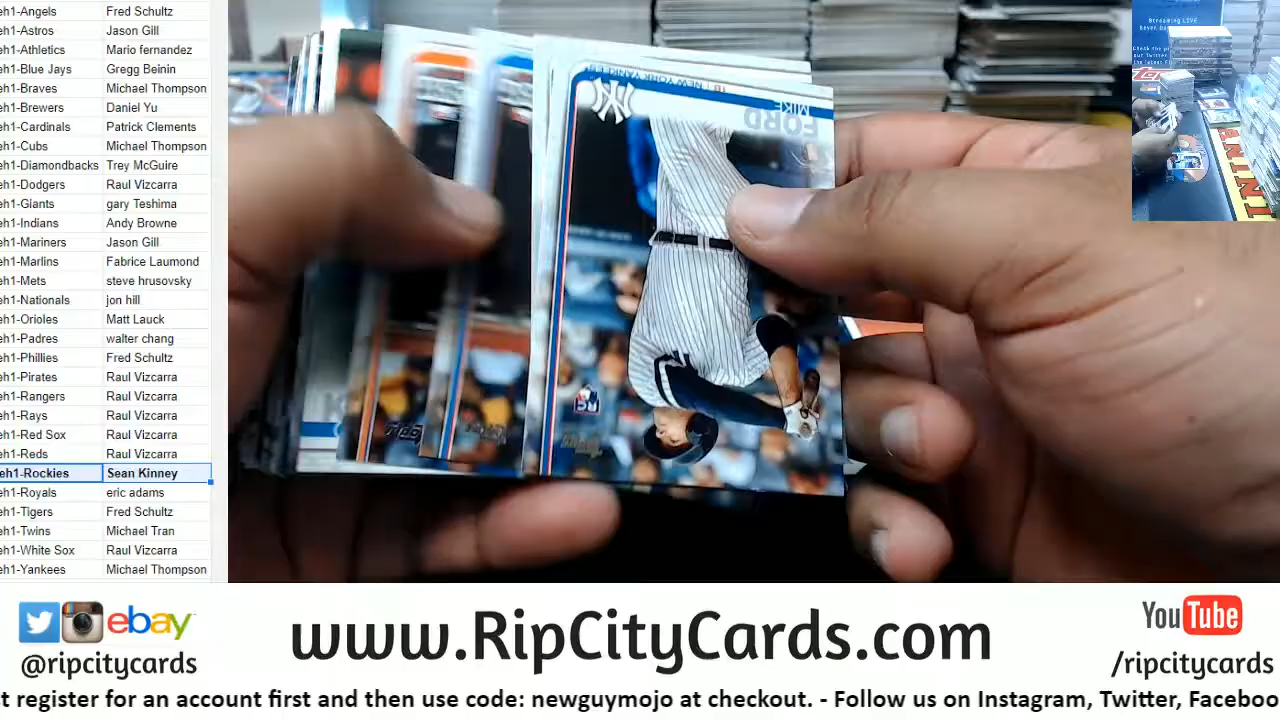 eh1-Angels Fred Schultz
eh1-Astros Jason Gill
eh1-Athletics Mario fernandez
eh1-Blue Jays Gregg Beinin
eh1-Braves Michael Thompson
eh1-Brewers Daniel Yu
eh1-Cardinals Patrick Clements
eh1-Cubs Michael Thompson
eh1-Diamondbacks Trey McGuire
eh1-Dodgers Raul Vizcarra
eh1-Giants gary Teshima
eh1-Indians Andy Browne
eh1-Mariners Jason Gill
eh1-Marlins Fabrice Laumond
eh1-Mets steve hrusovsky
eh1-Nationals jon hill
eh1-Orioles Matt Lauck
eh1-Padres walter chang
eh1-Phillies Fred Schultz
eh1-Pirates Raul Vizcarra
eh1-Rangers Raul Vizcarra
eh1-Rays Raul Vizcarra
eh1-Red Sox Raul Vizcarra
eh1-Reds Raul Vizcarra
eh1-Rockies Sean Kinney
eh1-Royals eric adams
eh1-Tigers Fred Schultz
eh1-Twins Michael Tran
eh1-White Sox Raul Vizcarra
eh1-Yankees Michael Thompson
NEW YORK YANKEES
MIKE
FORD
NY
RC
Streaming LIVE
ebay
@ripcitycards
www.RipCityCards.com
YouTube
/ripcitycards
t register for an account first and then use code: newguymojo at checkout. - Follow us on Instagram, Twitter, Faceboo